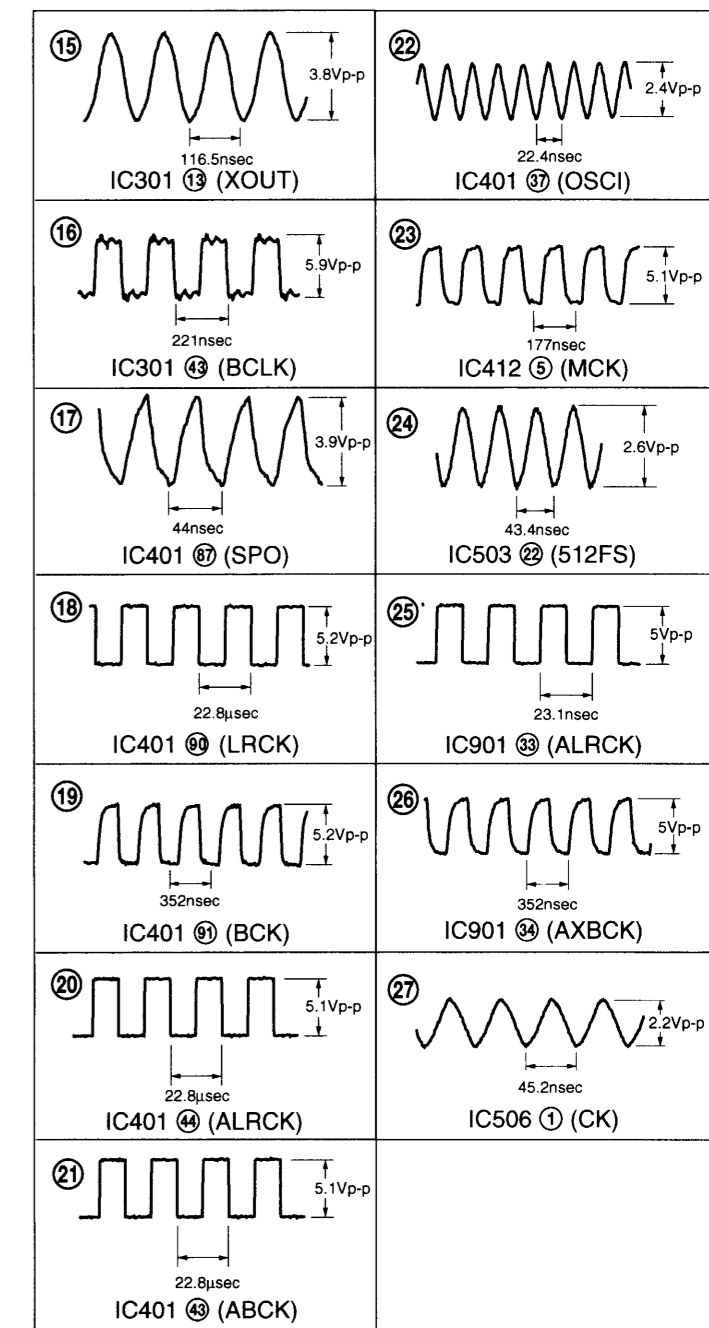 ⑮
3.8Vp-p
116.5nsec
IC301 ⑬ (XOUT)
⑯
5.9Vp-p
221nsec
IC301 ㊸ (BCLK)
⑰
3.9Vp-p
44nsec
IC401 �87 (SPO)
⑱
5.2Vp-p
22.8µsec
IC401 90 (LRCK)
⑲
5.2Vp-p
352nsec
IC401 91 (BCK)
⑳
5.1Vp-p
22.8µsec
IC401 ㊹ (ALRCK)
㉑
5.1Vp-p
22.8µsec
IC401 ㊸ (ABCK)
㉒
2.4Vp-p
22.4nsec
IC401 ㊲ (OSCI)
㉓
5.1Vp-p
177nsec
IC412 ⑤ (MCK)
㉔
2.6Vp-p
43.4nsec
IC503 ㉒ (512FS)
㉕
5Vp-p
23.1nsec
IC901 ㉝ (ALRCK)
㉖
5Vp-p
352nsec
IC901 ㉞ (AXBCK)
㉗
2.2Vp-p
45.2nsec
IC506 ① (CK)